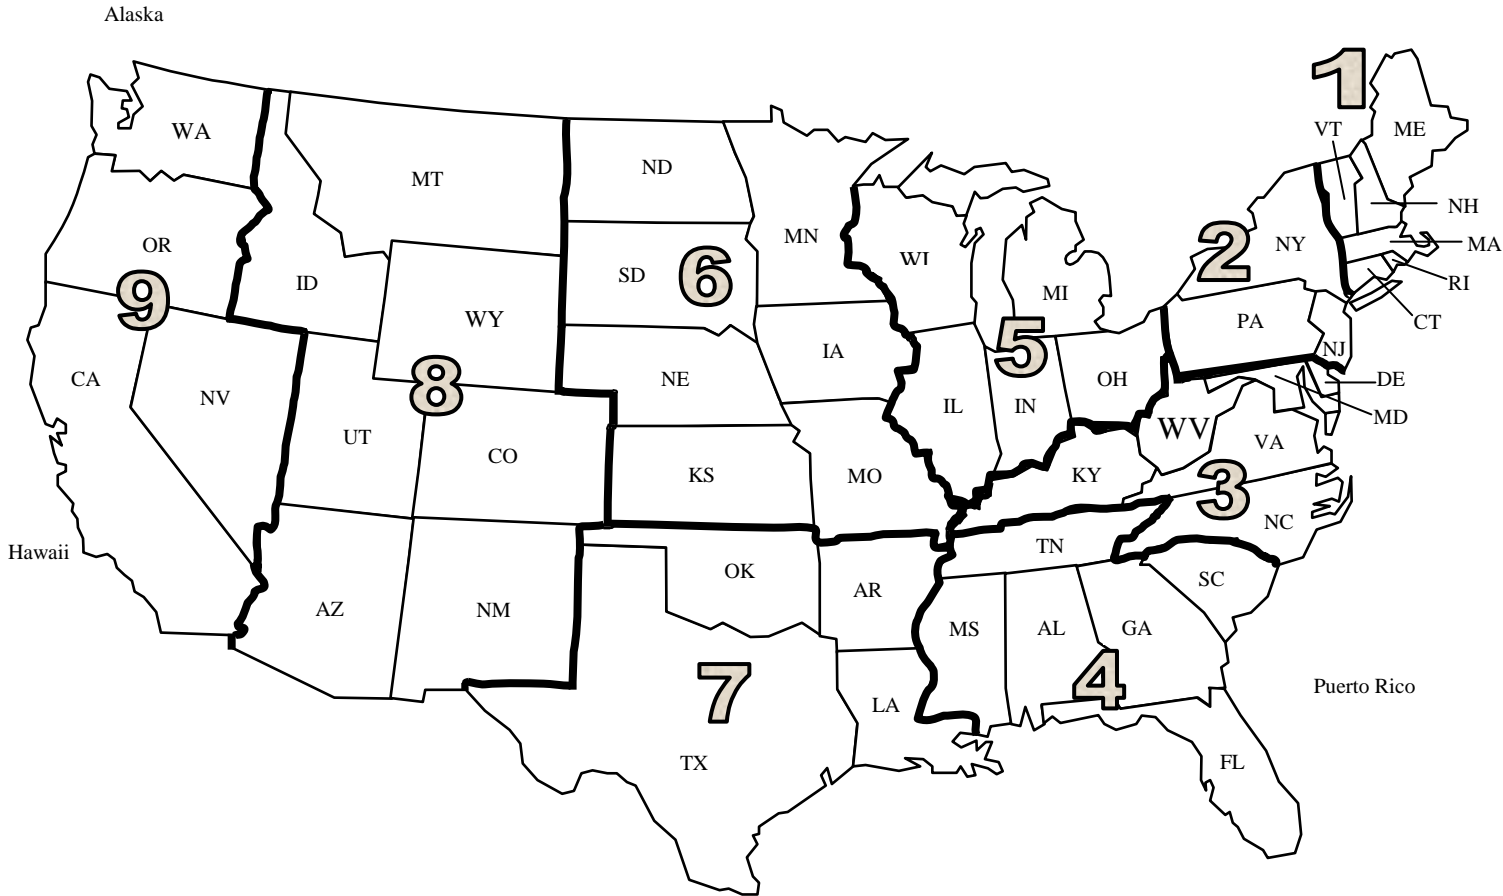 Alaska
1
WA
VT
ME
MT
ND
NH
MN
OR
2
NY
MA
WI
SD
6
ID
RI
MI
9
WY
PA
CT
5
NJ
IA
CA
8
NE
OH
DE
NV
IL
IN
MD
WV
UT
VA
CO
KS
MO
KY
3
NC
Hawaii
TN
OK
SC
AR
AZ
NM
MS
AL
GA
4
Puerto Rico
7
LA
TX
FL